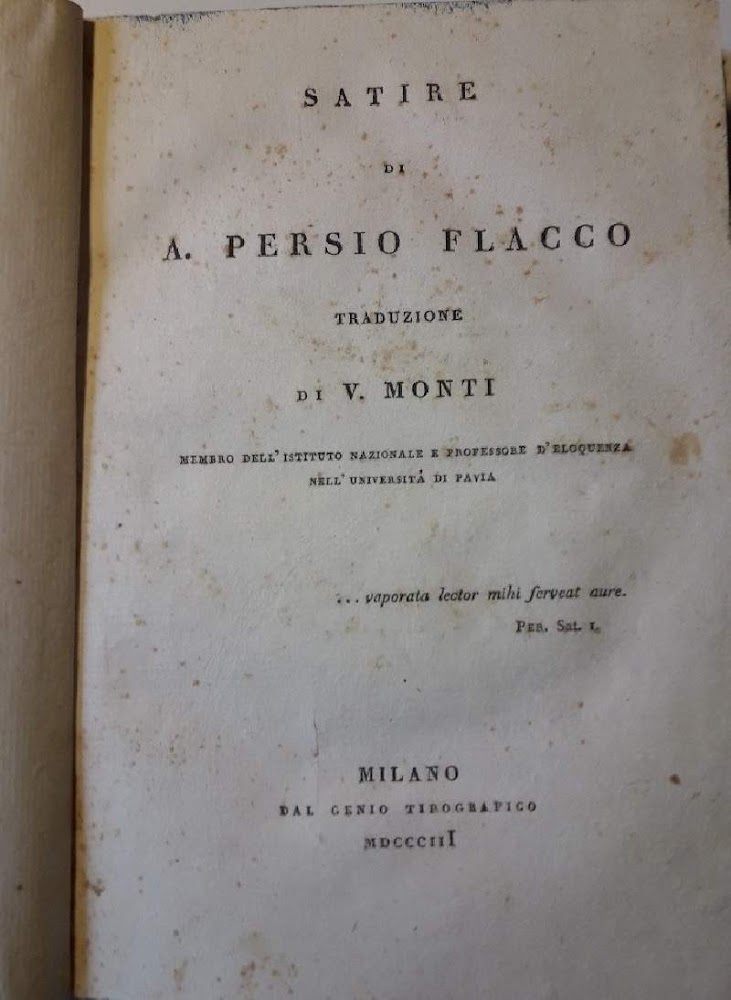 SATIRE
DI
A. PERSIO FLACCO
TRADUZIONE
DI V. MONTI
MEMBRO DELL'ISTITUTO NAZIONALE E PROFESSORE D'ELOQUENZA
NELL'UNIVERSITÁ DI PAVIA
... vaporata lector mihi ferveat aure.
PER. Sat. I.
MILANO
DAL GENIO TIPOGRAFICO
MDCCCIII